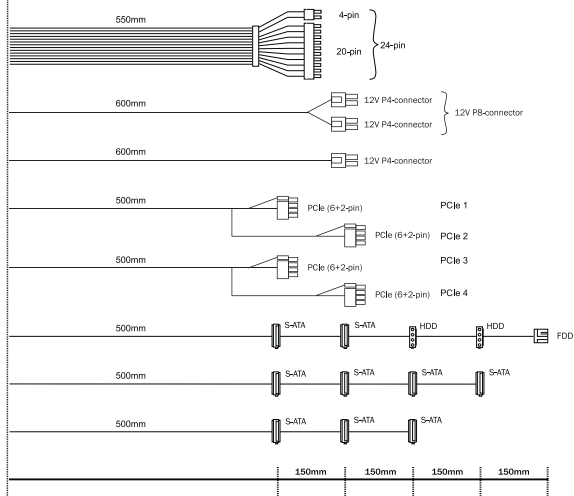 550mm
4-pin
20-pin
24-pin
600mm
12V P4-connector
12V P4-connector
12V P8-connector
600mm
12V P4-connector
500mm
PCIe (6+2-pin)
PCIe 1
PCIe (6+2-pin)
PCIe 2
500mm
PCIe (6+2-pin)
PCIe 3
PCIe (6+2-pin)
PCIe 4
500mm
S-ATA
S-ATA
HDD
HDD
FDD
500mm
S-ATA
S-ATA
S-ATA
S-ATA
500mm
S-ATA
S-ATA
S-ATA
150mm
150mm
150mm
150mm